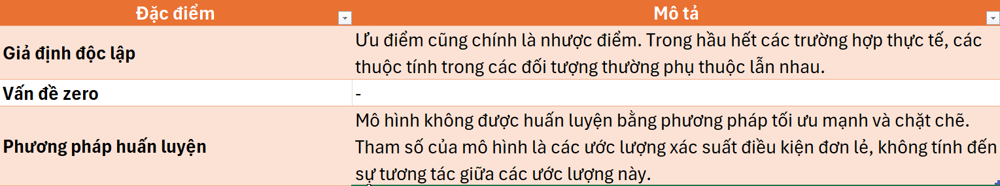 Đặc điểm Mô tả
Giả định độc lập
Ưu điểm cũng chính là nhược điểm. Trong hầu hết các trường hợp thực tế, các
thuộc tính trong các đối tượng thường phụ thuộc lẫn nhau.
Vấn đề zero -
Phương pháp huấn luyện
Mô hình không được huấn luyện bằng phương pháp tối ưu mạnh và chặt chẽ.
Tham số của mô hình là các ước lượng xác suất điều kiện đơn lẻ, không tính đến
sự tương tác giữa các ước lượng này.